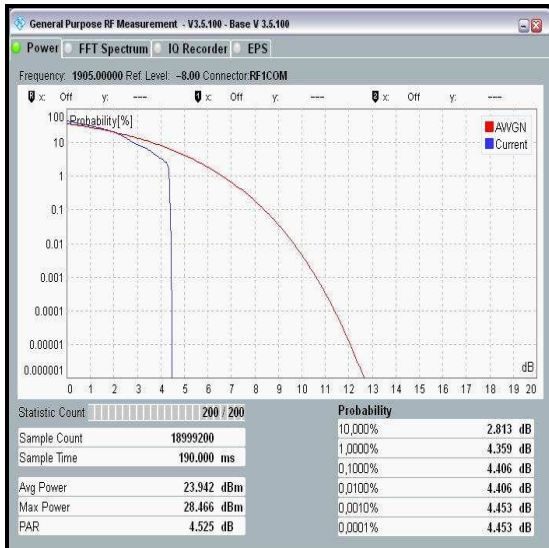 General Purpose RF Measurement - V3.5.100 - Base V 3.5.100
Power FFT Spectrum IQ Recorder EPS
Frequency: 1905.00000 Ref. Level: -8.00 Connector:RF1COM
x: Off y: --- 1 x: Off y: --- 2 x: Off y: ---
Probability[%]
AWGN
Current
100
10
1
0.1
0.01
0.001
0.0001
0.00001
0.000001
dB
0 1 2 3 4 5 6 7 8 9 10 11 12 13 14 15 16 17 18 19 20
Statistic Count 200 / 200
Sample Count 18999200
Sample Time 190.000 ms
Avg Power 23.942 dBm
Max Power 28.466 dBm
PAR 4.525 dB
Probability
10,000% 2.813 dB
1,0000% 4.359 dB
0,1000% 4.406 dB
0,0100% 4.406 dB
0,0010% 4.453 dB
0,0001% 4.453 dB